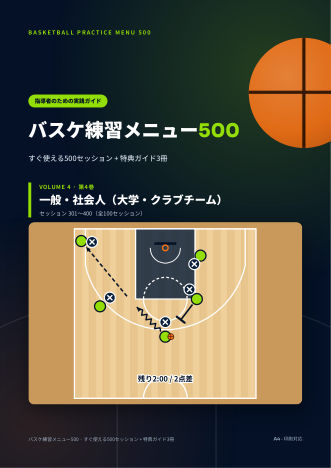 BASKETBALL PRACTICE MENU 500
指導者のための実践ガイド
バスケ練習メニュー500
すぐ使える500セッション + 特典ガイド3冊
VOLUME 4 · 第4巻
一般・社会人（大学・クラブチーム）
セッション 301〜400（全100セッション）
残り2:00 / 2点差
バスケ練習メニュー500 · すぐ使える500セッション + 特典ガイド3冊
A4 · 印刷対応